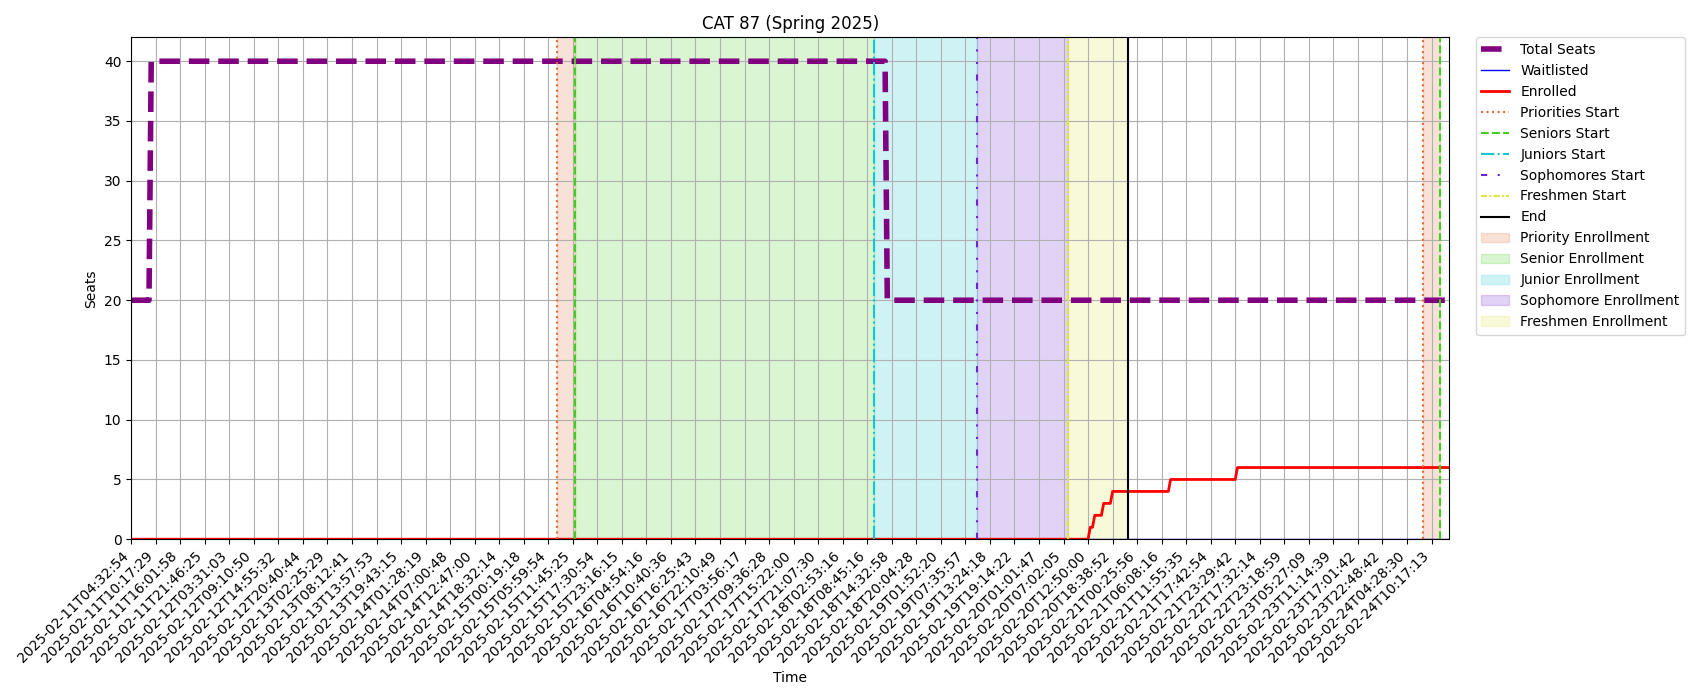 CAT 87 (Spring 2025)
Seats
40
35
30
25
20
15
10
5
0
2025-02-11T04:32:54
2025-02-11T10:17:29
2025-02-11T16:01:58
2025-02-11T21:46:25
2025-02-12T03:31:03
2025-02-12T09:10:50
2025-02-12T14:55:32
2025-02-12T20:40:44
2025-02-13T02:25:29
2025-02-13T08:12:41
2025-02-13T13:57:53
2025-02-13T19:43:15
2025-02-14T01:28:19
2025-02-14T07:00:48
2025-02-14T12:47:00
2025-02-14T18:32:14
2025-02-15T00:19:18
2025-02-15T05:59:54
2025-02-15T11:45:25
2025-02-15T17:30:54
2025-02-15T23:16:15
2025-02-16T04:54:16
2025-02-16T10:40:36
2025-02-16T16:25:43
2025-02-16T22:10:49
2025-02-17T03:56:17
2025-02-17T09:36:28
2025-02-17T15:22:00
2025-02-17T21:07:30
2025-02-18T02:53:16
2025-02-18T08:45:16
2025-02-18T14:32:58
2025-02-18T20:04:28
2025-02-19T01:52:20
2025-02-19T07:35:57
2025-02-19T13:24:18
2025-02-19T19:14:22
2025-02-20T01:01:47
2025-02-20T07:02:05
2025-02-20T12:50:00
2025-02-20T18:38:52
2025-02-21T00:25:56
2025-02-21T06:08:16
2025-02-21T11:55:35
2025-02-21T17:42:54
2025-02-21T23:29:42
2025-02-22T17:32:14
2025-02-22T23:18:59
2025-02-23T05:27:09
2025-02-23T11:14:39
2025-02-23T17:01:42
2025-02-23T22:48:42
2025-02-24T04:28:30
2025-02-24T10:17:13
Time
Total Seats
Waitlisted
Enrolled
Priorities Start
Seniors Start
Juniors Start
Sophomores Start
Freshmen Start
End
Priority Enrollment
Senior Enrollment
Junior Enrollment
Sophomore Enrollment
Freshmen Enrollment